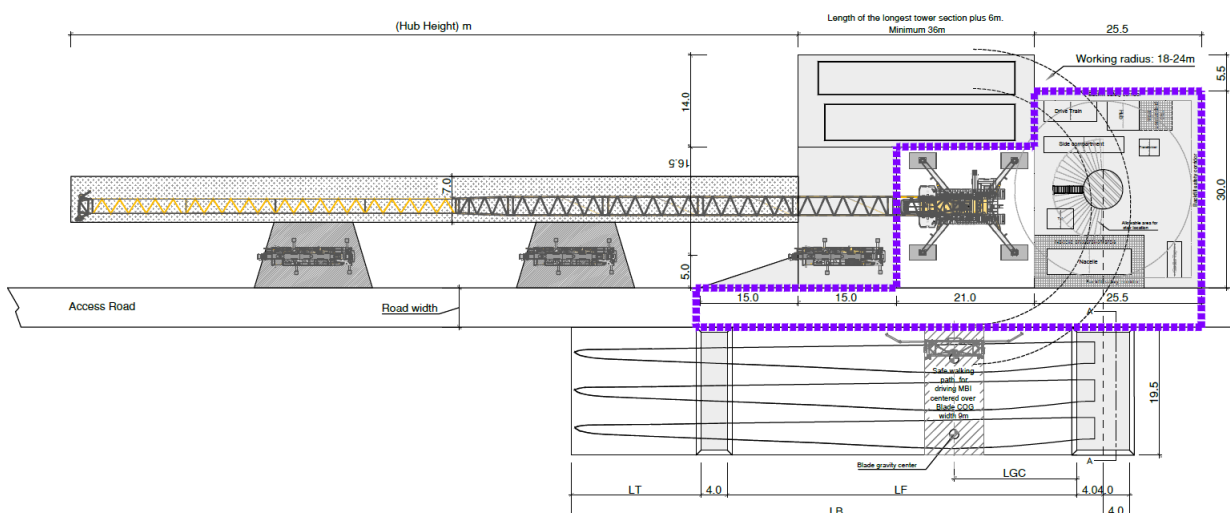 (Hub Height) m
Length of the longest tower section plus 6m.
Minimum 36m
25.5
Working radius: 18-24m
5.5
14.0
Drive Train
Hub
Side compartment
16.5
7.0
30.0
Allowable area for
Nacelle
5.0
15.0
15.0
21.0
25.5
Access Road
Road width
A
Safe walking
path for
driving MBI
centered over
Blade COG
width 9m
19.5
Blade gravity center
A
LGC
LT
4.0
LF
4.0
4.0
LB
4.0